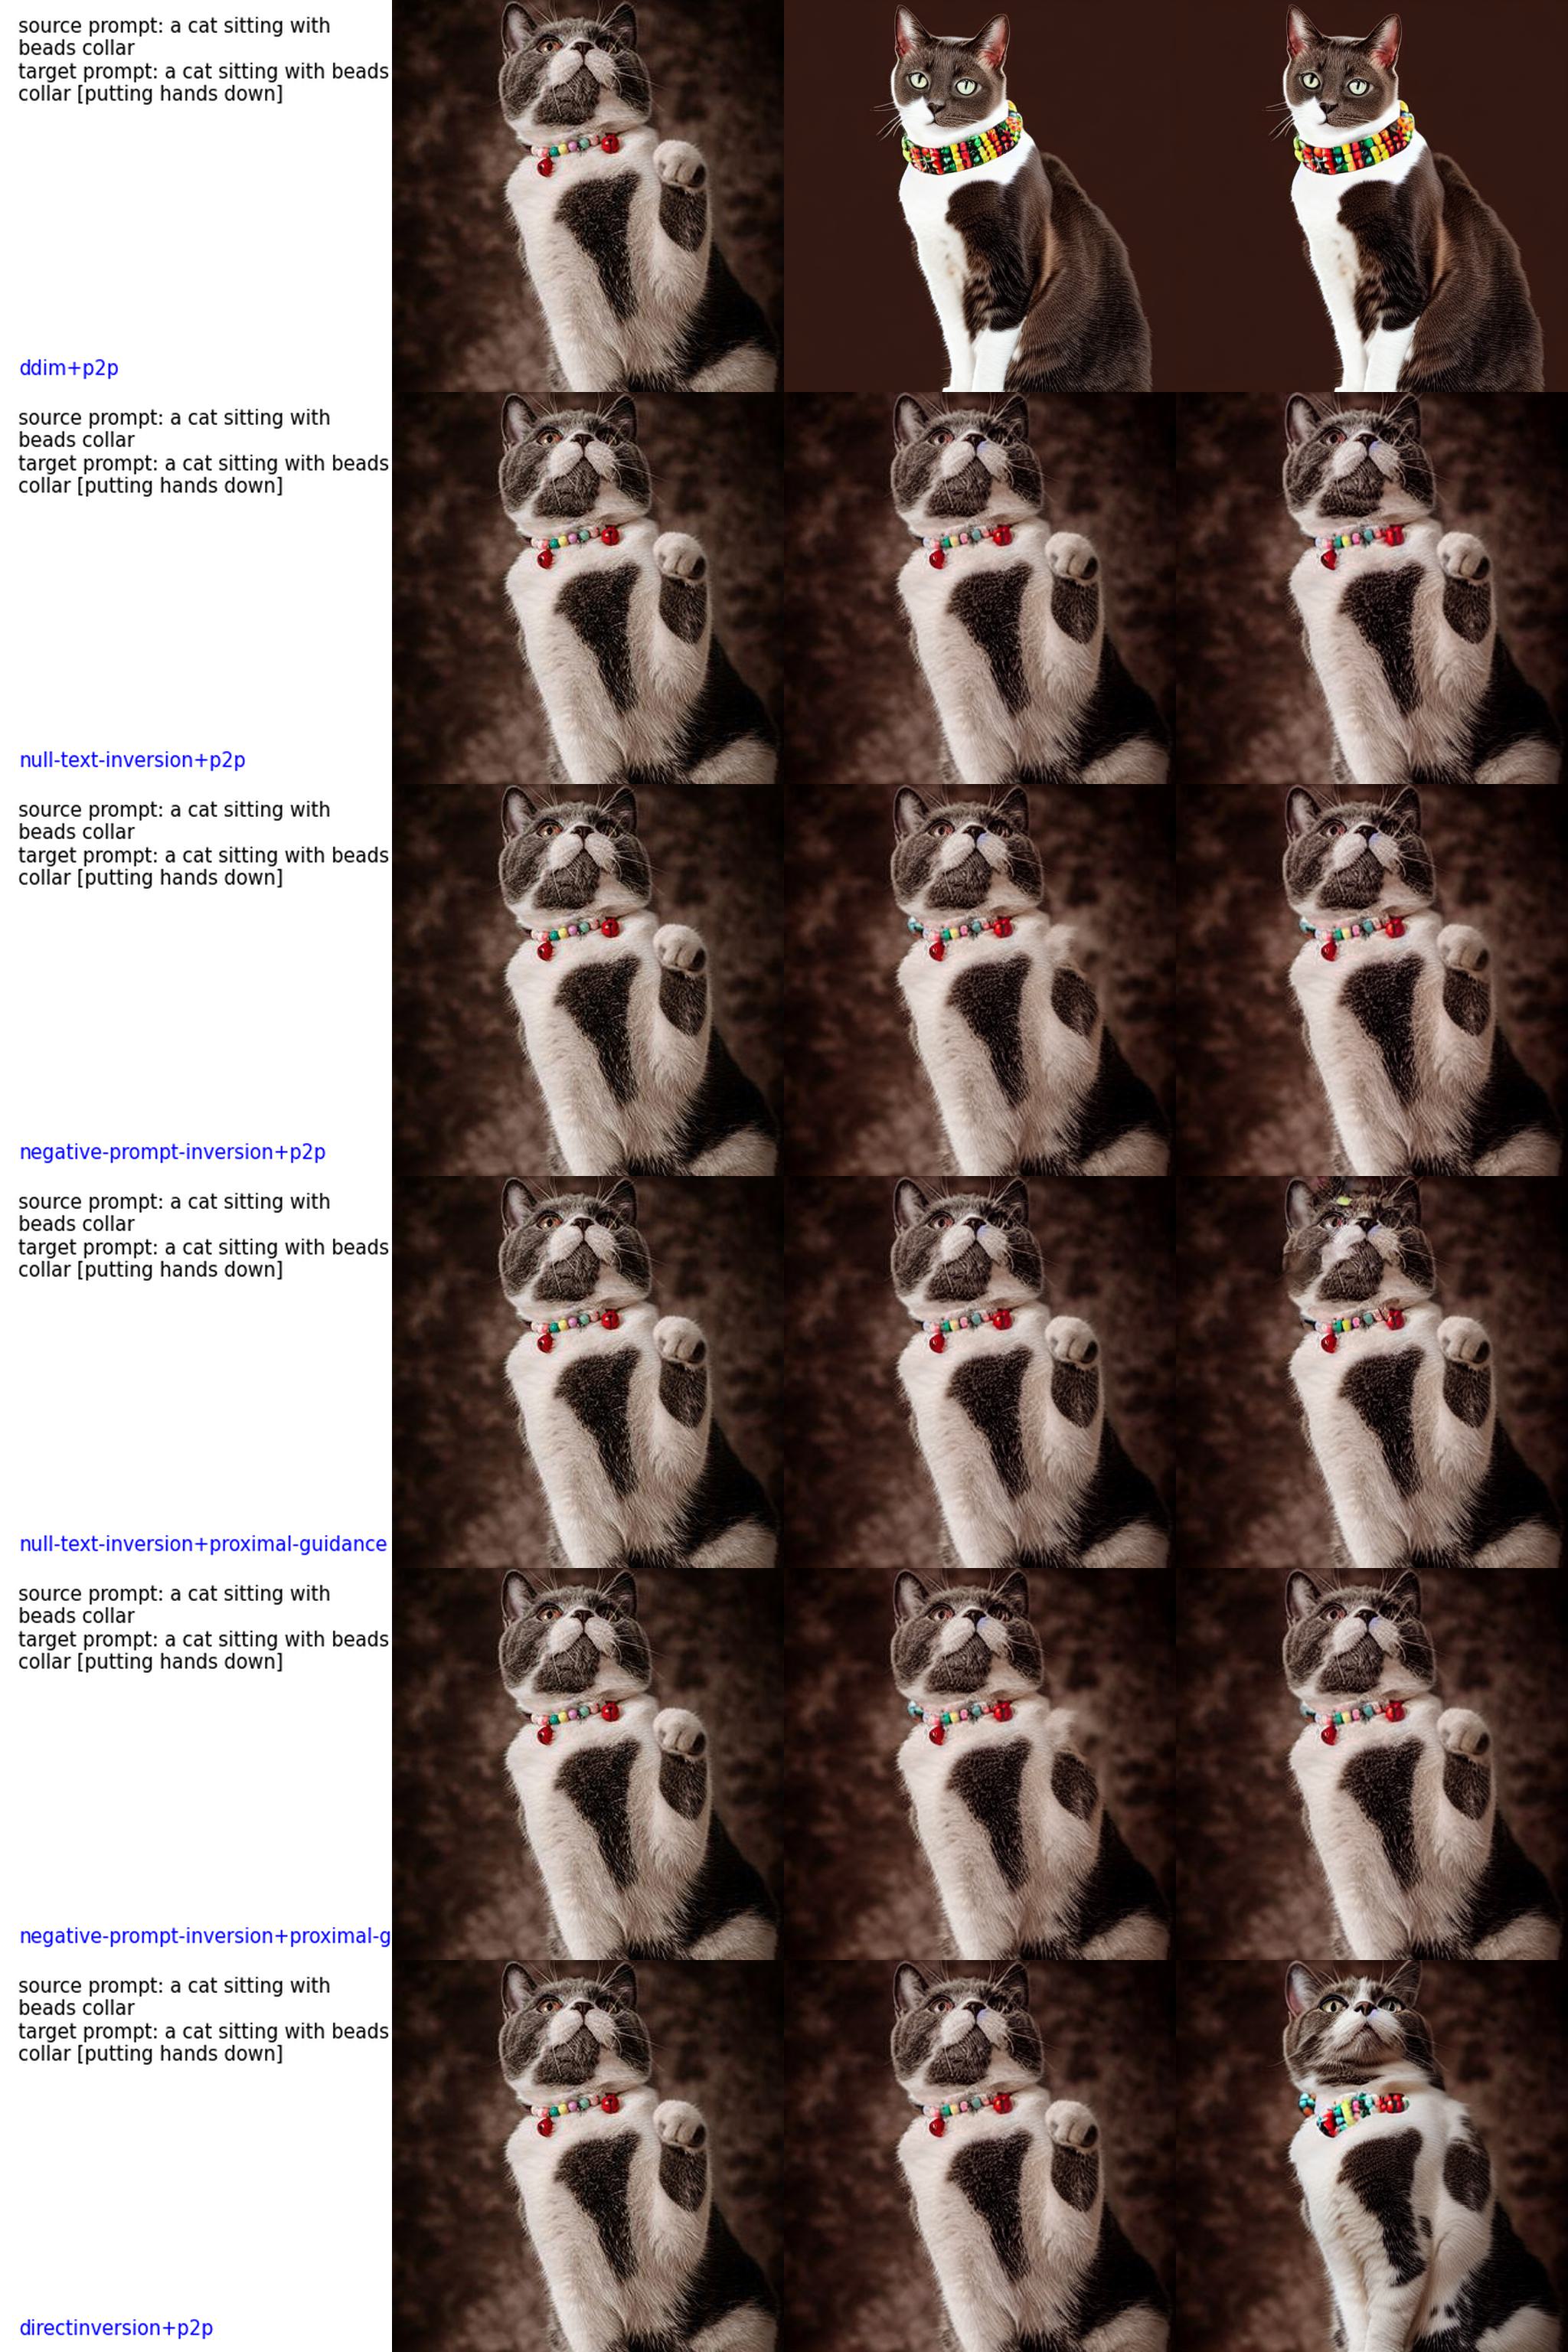 source prompt: a cat sitting with
beads collar
target prompt: a cat sitting with beads
collar [putting hands down]
ddim+p2p
source prompt: a cat sitting with
beads collar
target prompt: a cat sitting with beads
collar [putting hands down]
null-text-inversion+p2p
source prompt: a cat sitting with
beads collar
target prompt: a cat sitting with beads
collar [putting hands down]
negative-prompt-inversion+p2p
source prompt: a cat sitting with
beads collar
target prompt: a cat sitting with beads
collar [putting hands down]
null-text-inversion+proximal-guidance
source prompt: a cat sitting with
beads collar
target prompt: a cat sitting with beads
collar [putting hands down]
negative-prompt-inversion+proximal-g
source prompt: a cat sitting with
beads collar
target prompt: a cat sitting with beads
collar [putting hands down]
directinversion+p2p